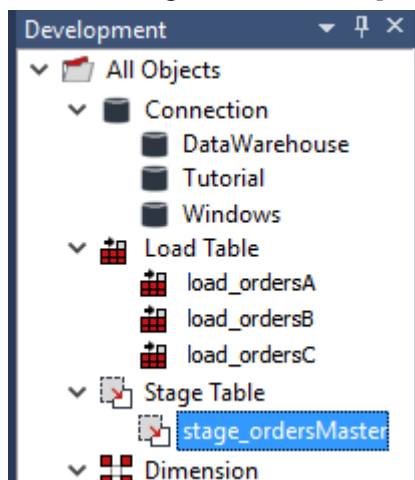 Development
All Objects
Connection
DataWarehouse
Tutorial
Windows
Load Table
load_ordersA
load_ordersB
load_ordersC
Stage Table
stage_ordersMaster
Dimension